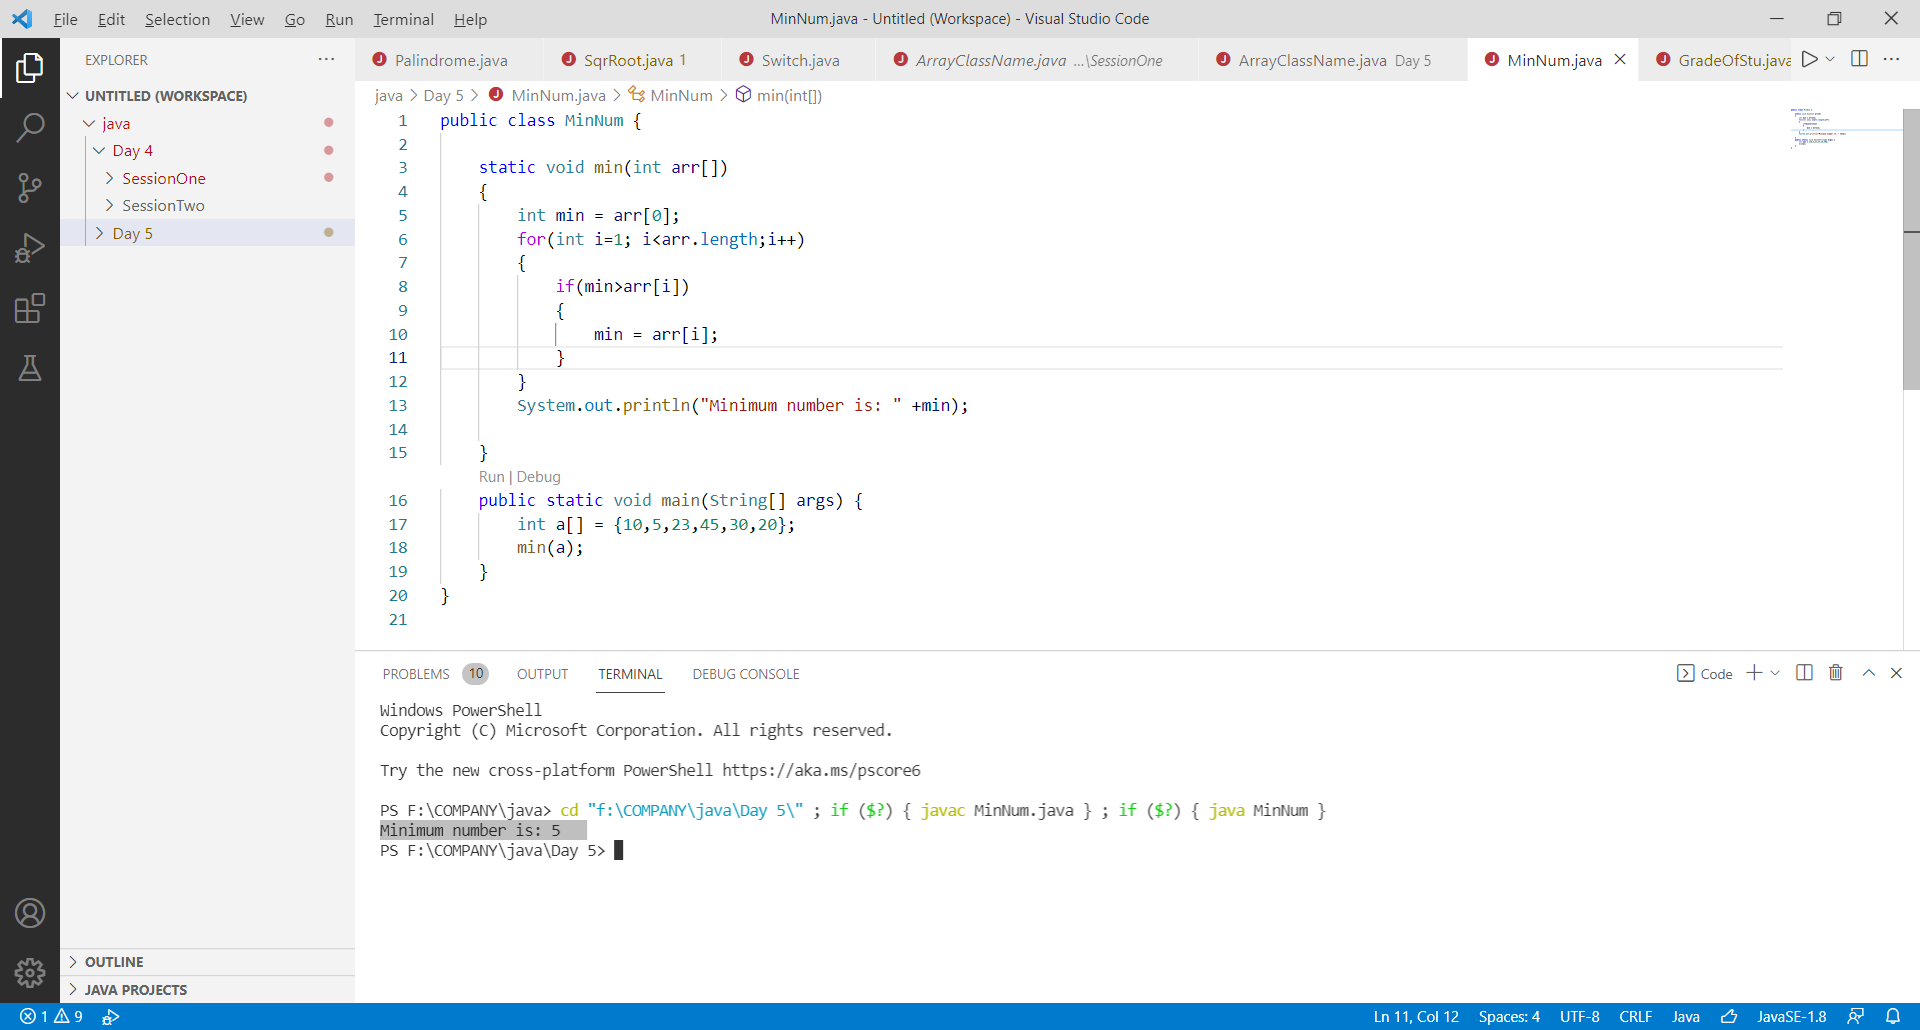 File Edit Selection View Go Run Terminal Help
MinNum.java - Untitled (Workspace) - Visual Studio Code
EXPLORER
UNTITLED (WORKSPACE)
java
Day 4
SessionOne
SessionTwo
Day 5
OUTLINE
JAVA PROJECTS
Palindrome.java SqrRoot.java 1 Switch.java ArrayClassName.java ...\SessionOne ArrayClassName.java Day 5 MinNum.java GradeOfStu.java
java > Day 5 > MinNum.java > MinNum > min(int[])
1 public class MinNum {
2
3 static void min(int arr[])
4 {
5 int min = arr[0];
6 for(int i=1; i<arr.length;i++)
7 {
8 if(min>arr[i])
9 {
10 min = arr[i];
11 }
12 }
13 System.out.println("Minimum number is: " +min);
14
15 }
Run | Debug
16 public static void main(String[] args) {
17 int a[] = {10,5,23,45,30,20};
18 min(a);
19 }
20 }
21
PROBLEMS 10 OUTPUT TERMINAL DEBUG CONSOLE
Code
Windows PowerShell
Copyright (C) Microsoft Corporation. All rights reserved.
Try the new cross-platform PowerShell https://aka.ms/pscore6
PS F:\COMPANY\java> cd "f:\COMPANY\java\Day 5\" ; if ($?) { javac MinNum.java } ; if ($?) { java MinNum }
Minimum number is: 5
PS F:\COMPANY\java\Day 5>
1 9
Ln 11, Col 12 Spaces: 4 UTF-8 CRLF Java JavaSE-1.8